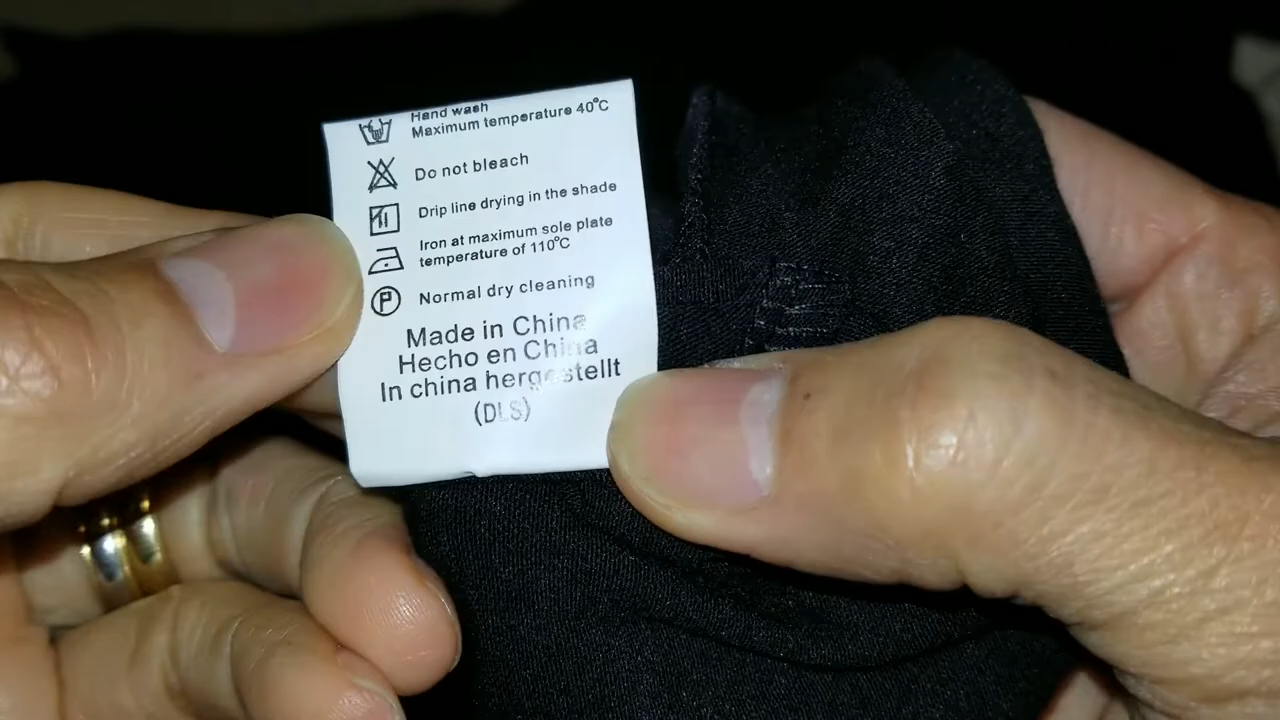 Hand wash
Maximum temperature 40°C
Do not bleach
Drip line drying in the shade
Iron at maximum sole plate
temperature of 110°C
P
Normal dry cleaning
Made in China
Hecho en China
In china hergestellt
(DLS)